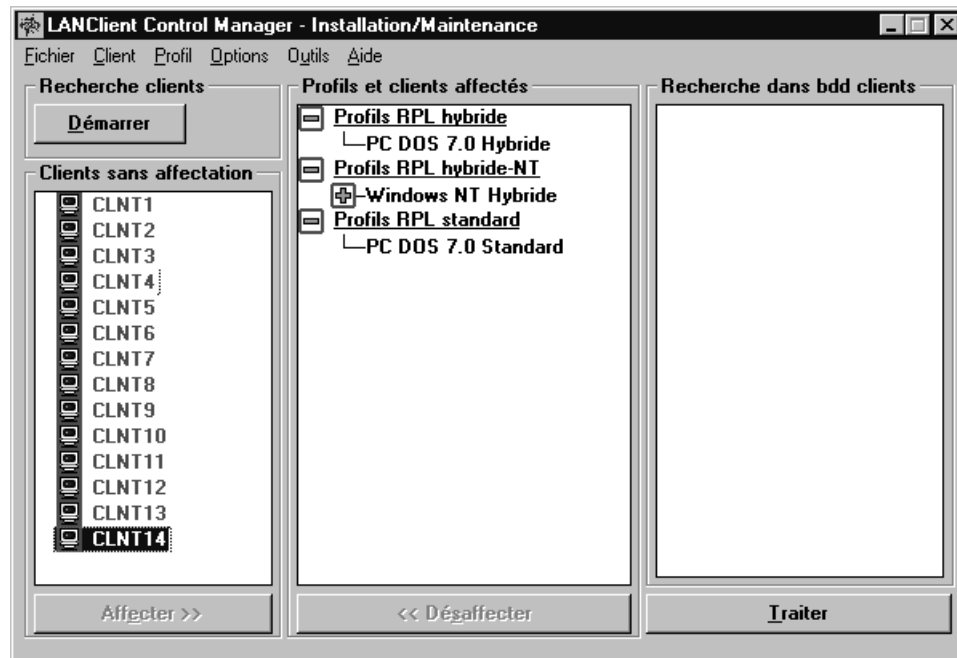 LANClient Control Manager - Installation/Maintenance
Fichier Client Profil Options Outils Aide
Recherche clients
Démarrer
Clients sans affectation
CLNT1
CLNT2
CLNT3
CLNT4
CLNT5
CLNT6
CLNT7
CLNT8
CLNT9
CLNT10
CLNT11
CLNT12
CLNT13
CLNT14
Affecter >>
Profils et clients affectés
Profils RPL hybride
PC DOS 7.0 Hybride
Profils RPL hybride-NT
Windows NT Hybride
Profils RPL standard
PC DOS 7.0 Standard
<< Désaffecter
Recherche dans bdd clients
Traiter